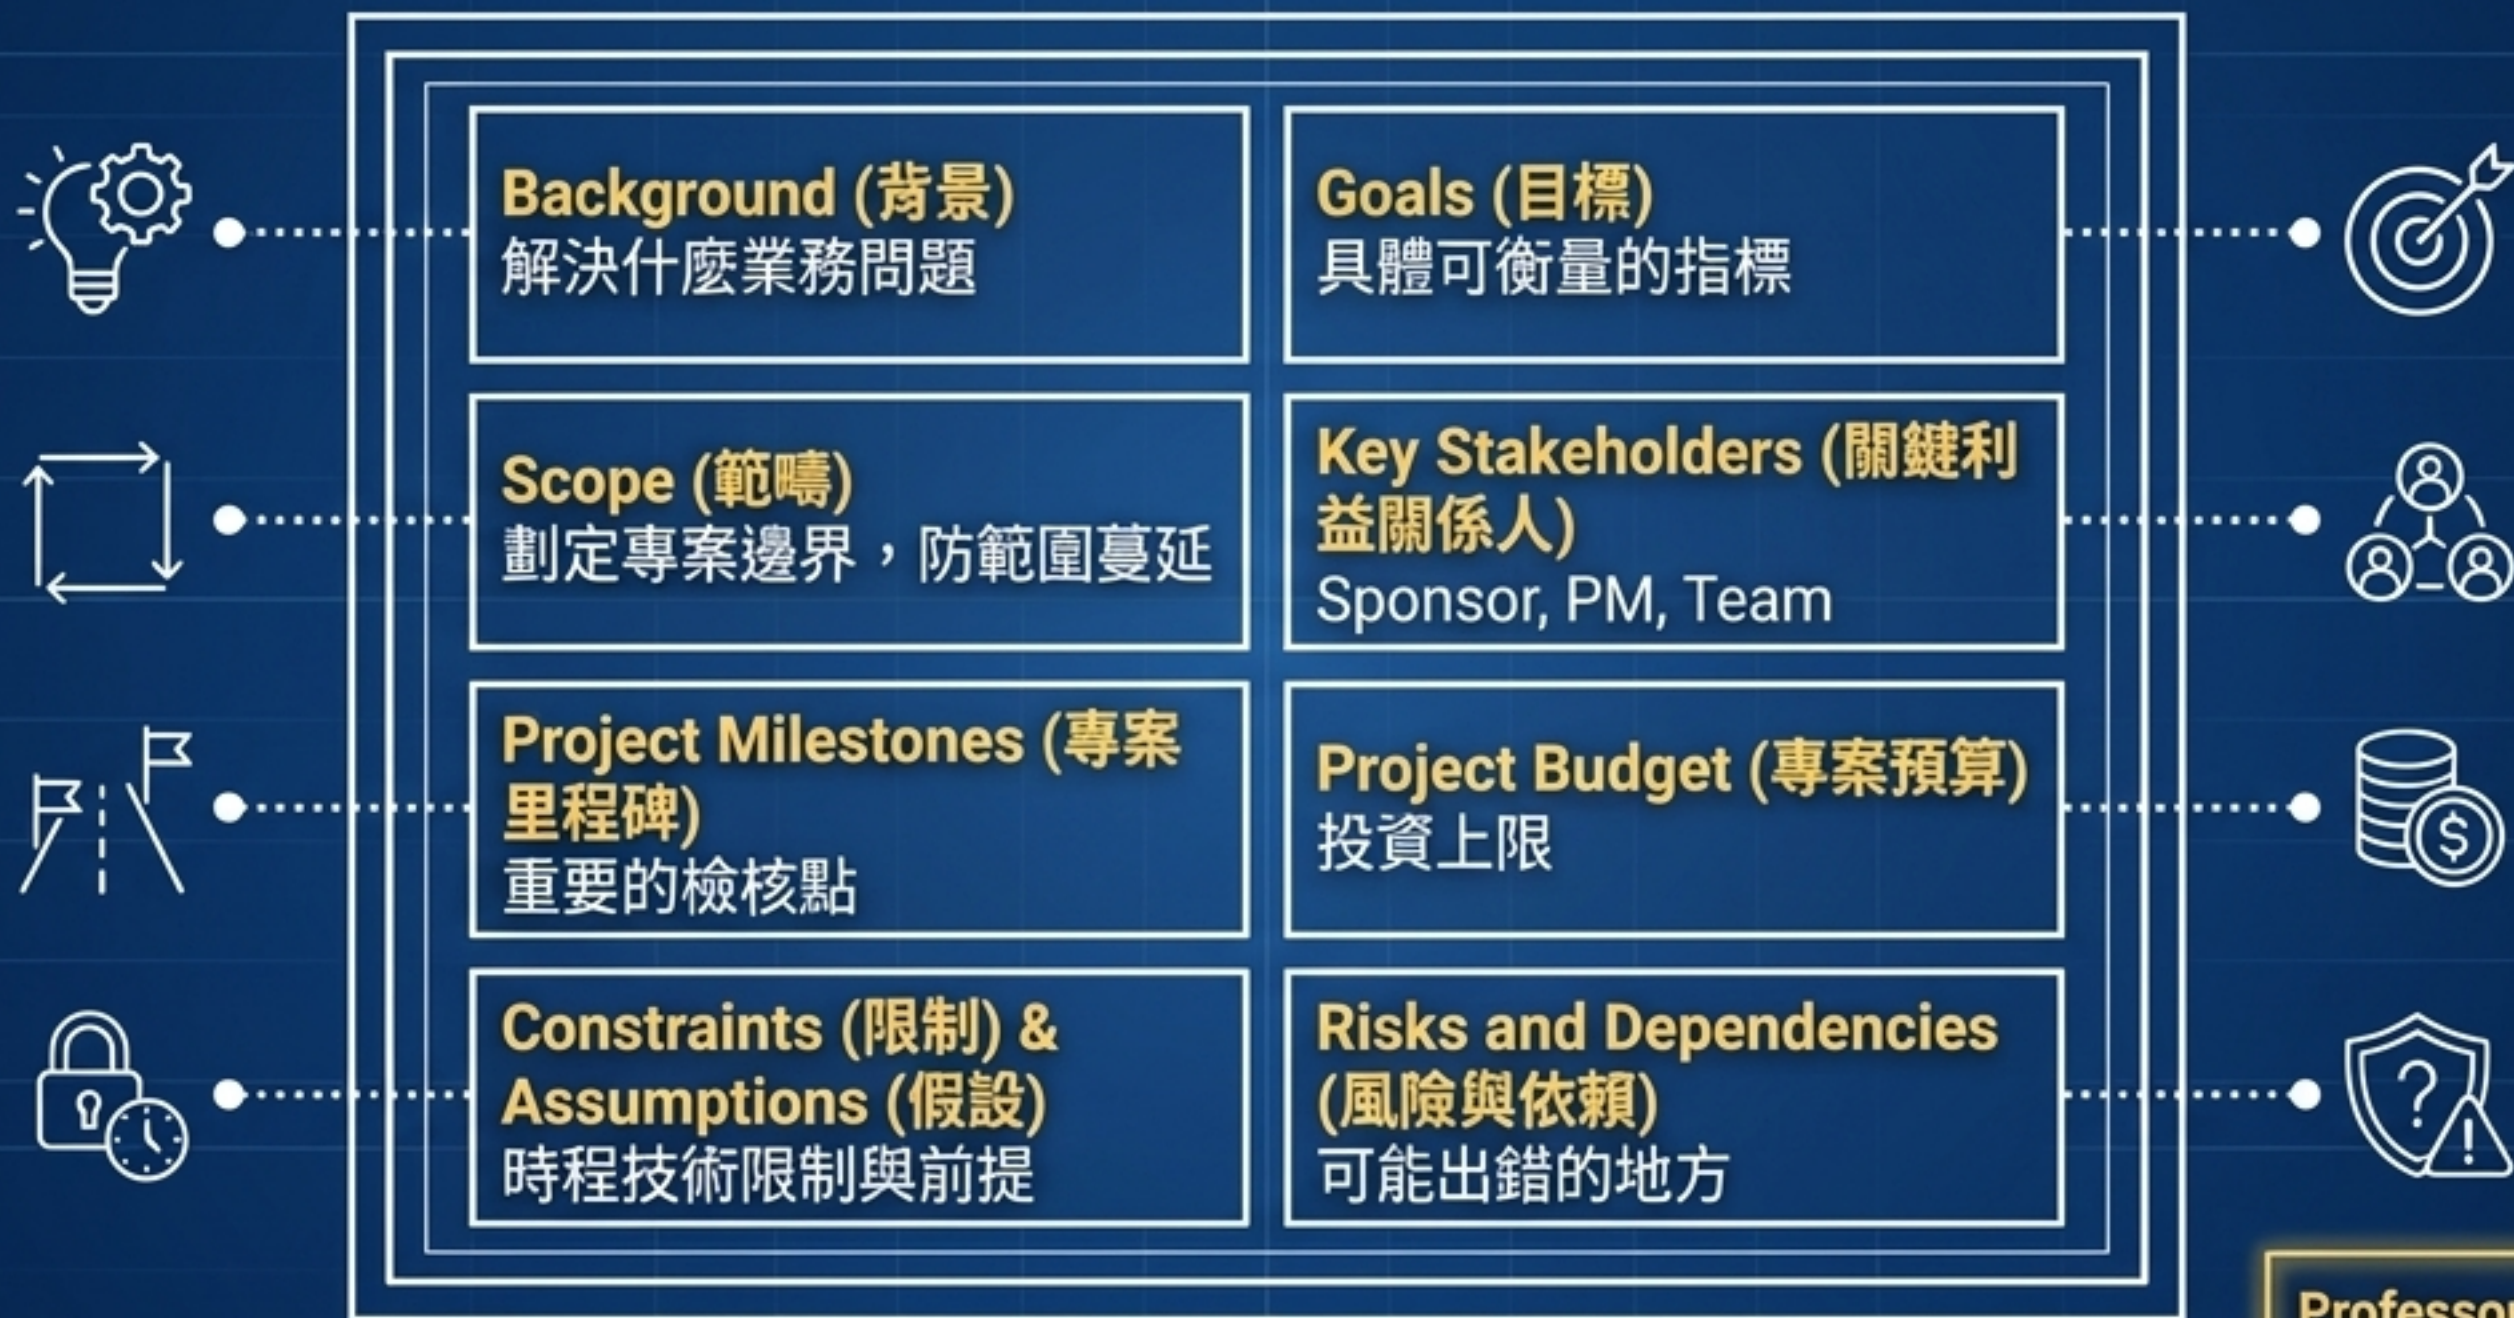 Background (背景)
解決什麼業務問題
Goals (目標)
具體可衡量的指標
Scope (範疇)
劃定專案邊界，防範圍蔓延
Key Stakeholders (關鍵利
益關係人)
Sponsor, PM, Team
Project Milestones (專案
里程碑)
重要的檢核點
Project Budget (專案預算)
投資上限
Constraints (限制) &
Assumptions (假設)
時程技術限制與前提
Risks and Dependencies
(風險與依賴)
可能出錯的地方